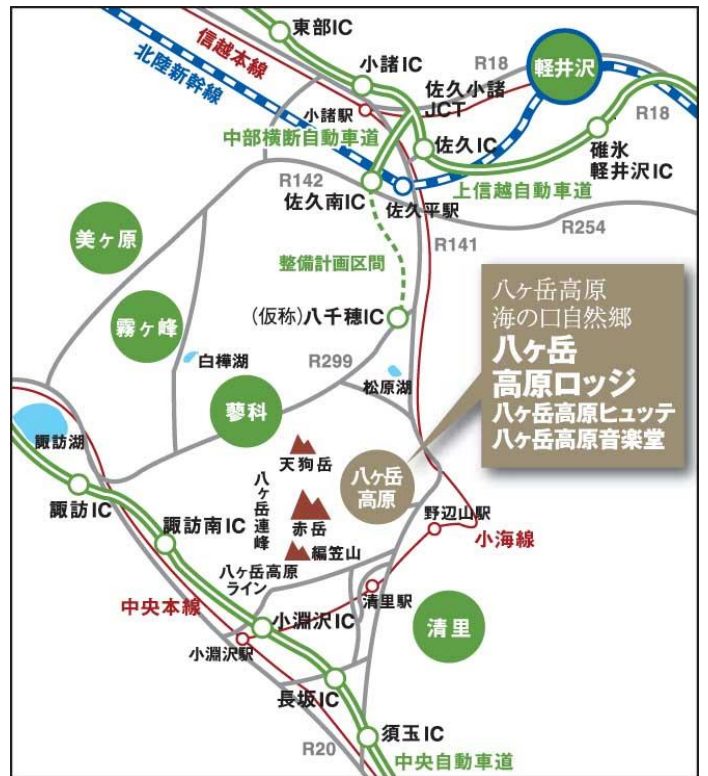 東部IC
信越本線
北陸新幹線
小諸IC
R18
軽井沢
佐久小諸
JCT
小諸駅
中部横断自動車道
佐久IC
R18
碓氷
軽井沢IC
R142
佐久南IC
佐久平駅
上信越自動車道
R254
R141
美ヶ原
整備計画区間
霧ヶ峰
(仮称)八千穂IC
白樺湖
R299
松原湖
八ヶ岳高原
海の口自然郷
八ヶ岳
高原ロッジ
八ヶ岳高原ヒュッテ
八ヶ岳高原音楽堂
蓼科
諏訪湖
天狗岳
八ヶ岳連峰
八ヶ岳
高原
諏訪IC
諏訪南IC
赤岳
野辺山駅
小海線
編笠山
八ヶ岳高原
ライン
中央本線
清里駅
小淵沢IC
清里
小淵沢駅
長坂IC
須玉IC
R20
中央自動車道